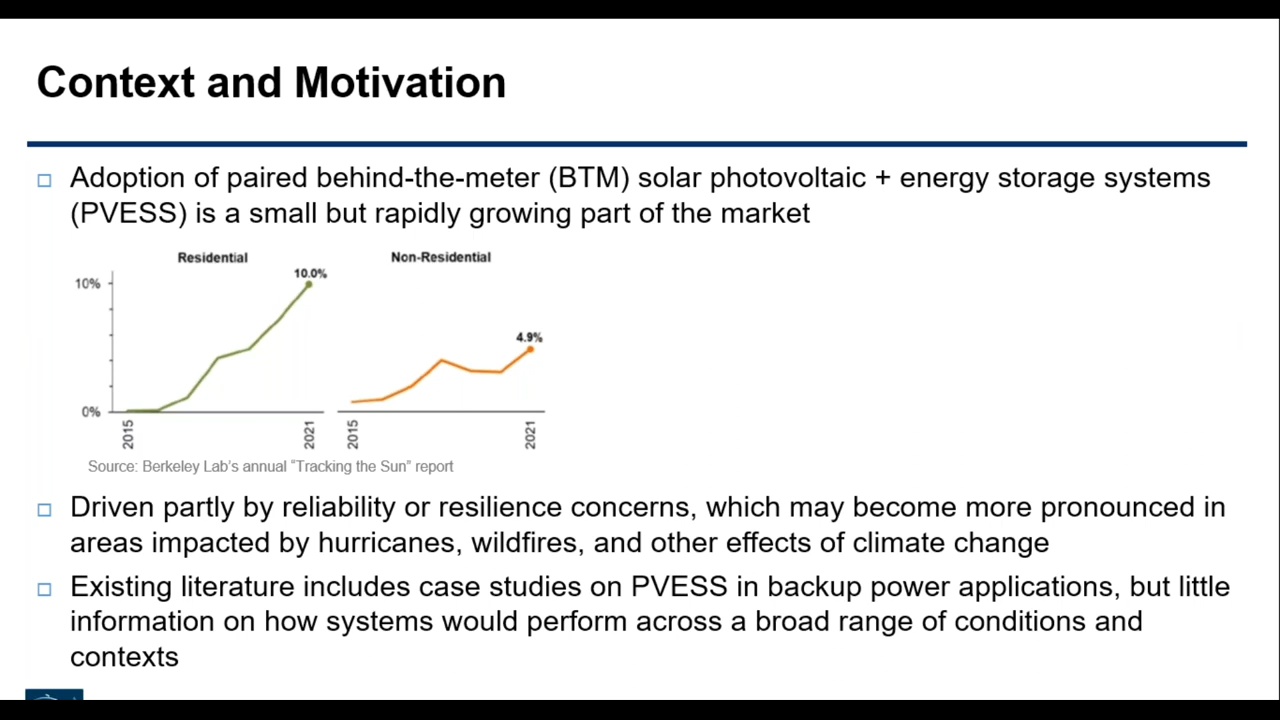 Context and Motivation
Adoption of paired behind-the-meter (BTM) solar photovoltaic + energy storage systems
(PVESS) is a small but rapidly growing part of the market
Residential
Non-Residential
10.0%
10%
4.9%
0%
2015
2021
2015
2021
Source: Berkeley Lab's annual "Tracking the Sun" report
Driven partly by reliability or resilience concerns, which may become more pronounced in
areas impacted by hurricanes, wildfires, and other effects of climate change
Existing literature includes case studies on PVESS in backup power applications, but little
information on how systems would perform across a broad range of conditions and
contexts